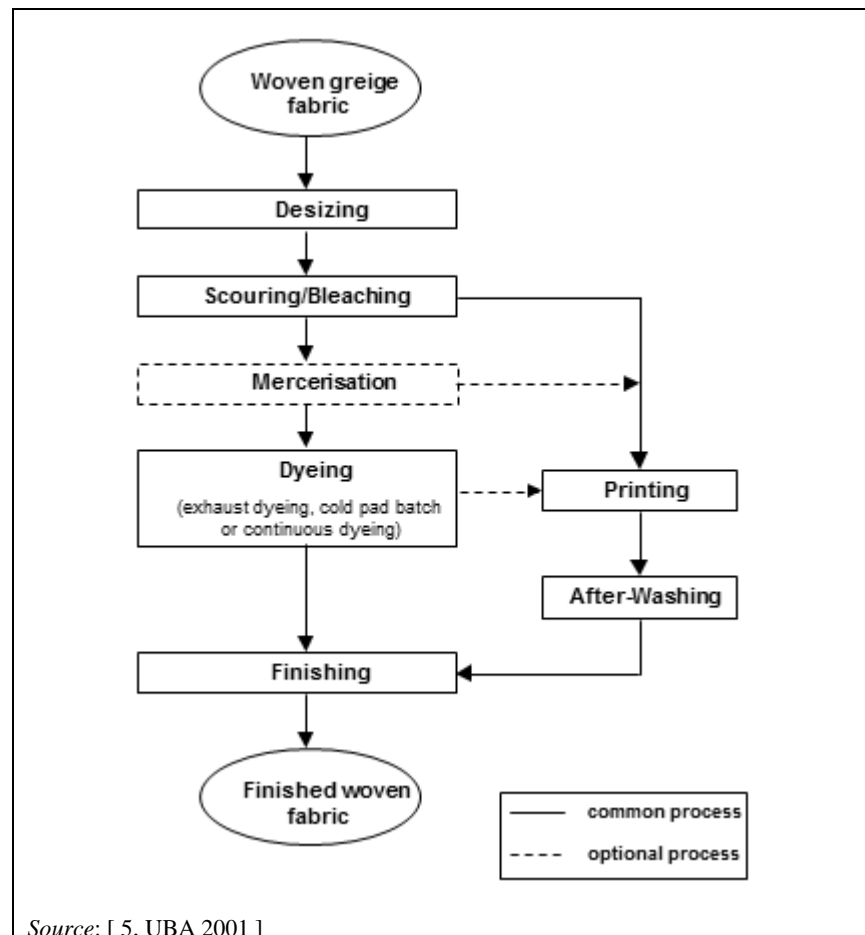 Woven greige
fabric
Desizing
Scouring/Bleaching
Mercerisation
Dyeing
(exhaust dyeing, cold pad batch
or continuous dyeing)
Printing
After-Washing
Finishing
Finished woven
fabric
common process
optional process
Source: [ 5, UBA 2001 ]